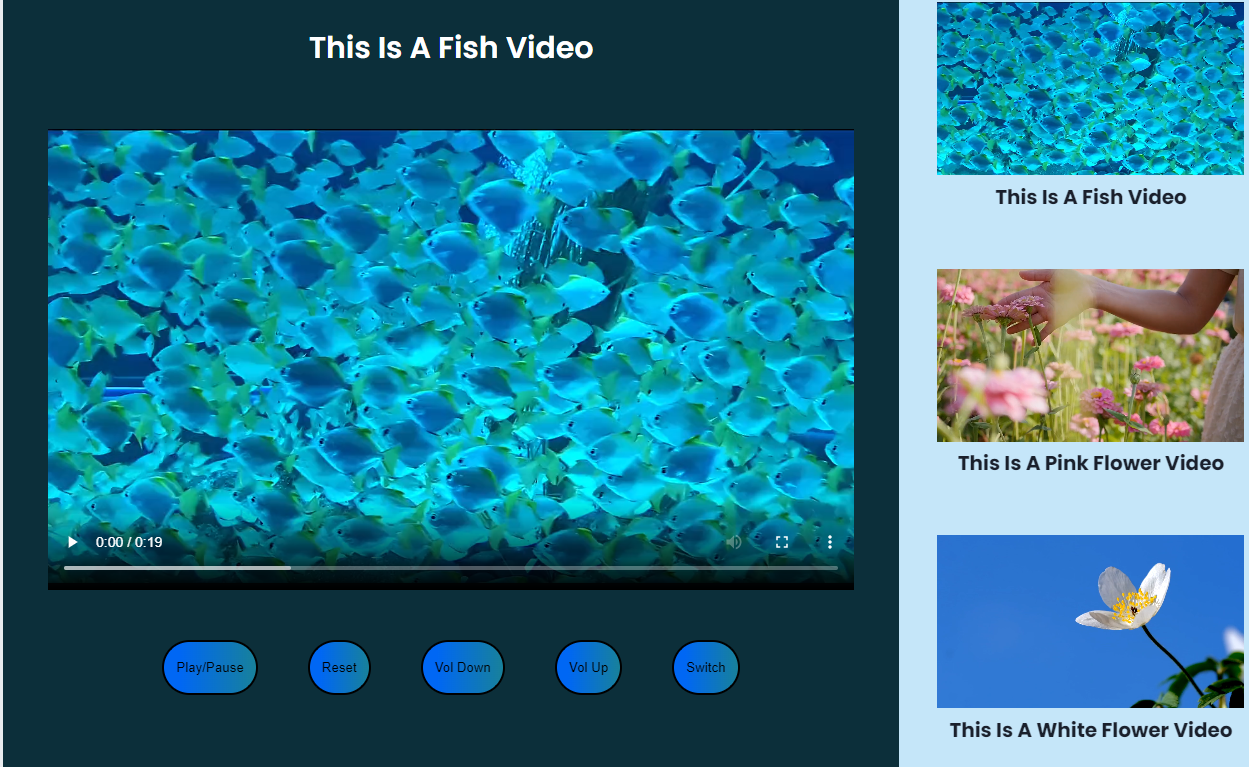 This Is A Fish Video
0:00 / 0:19
Play/Pause
Reset
Vol Down
Vol Up
Switch
This Is A Fish Video
This Is A Pink Flower Video
This Is A White Flower Video